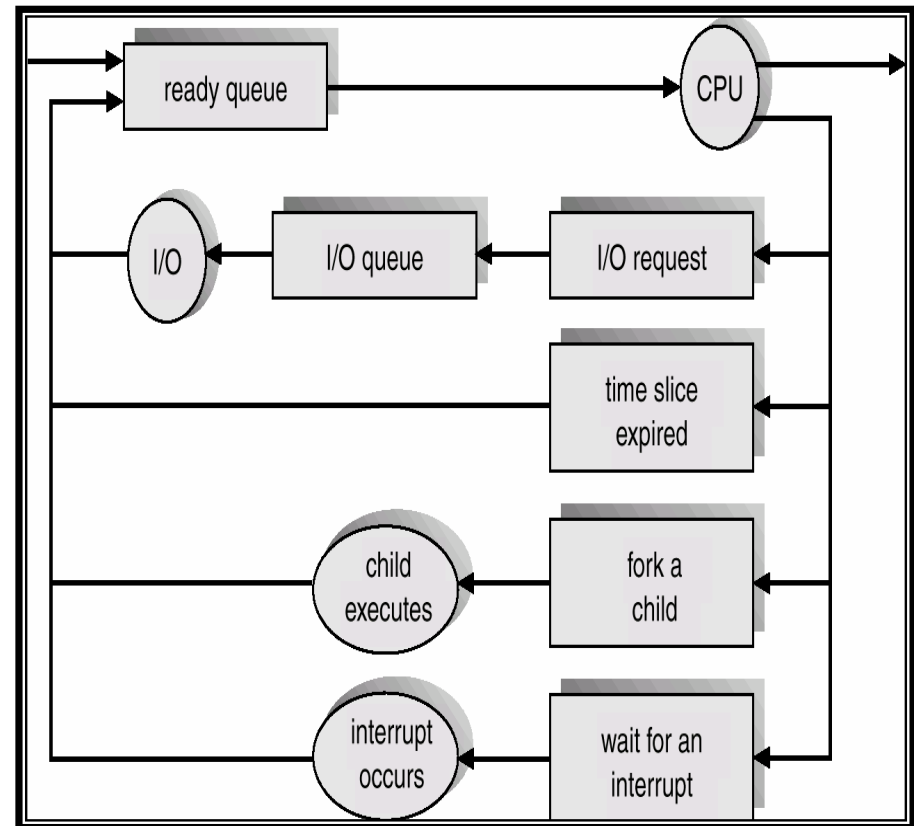 ready queue
CPU
I/O
I/O queue
I/O request
time slice
expired
child
executes
fork a
child
interrupt
occurs
wait for an
interrupt